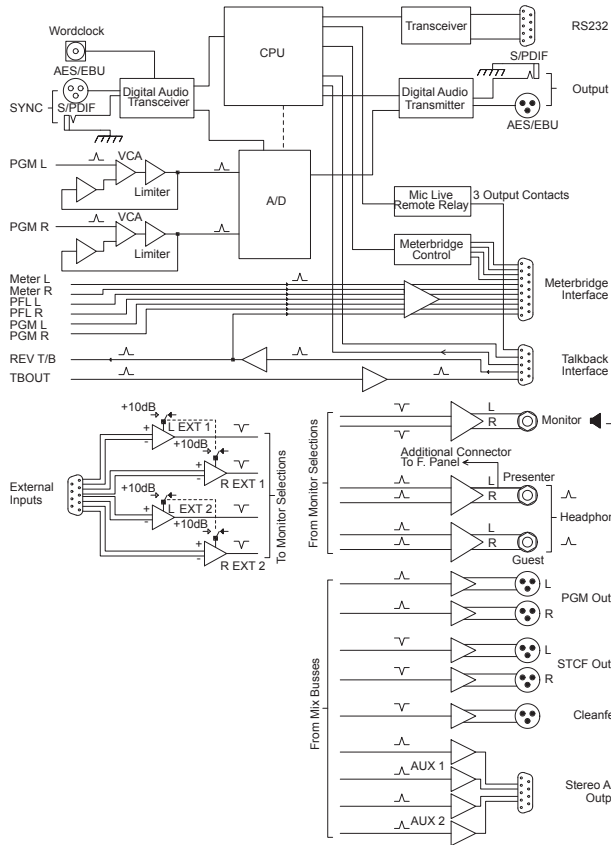 Wordclock
AES/EBU
SYNC
S/PDIF
Digital Audio
Transceiver
CPU
Transceiver
RS232
S/PDIF
Digital Audio
Transmitter
Output
AES/EBU
PGM L
VCA
Limiter
A/D
PGM R
VCA
Limiter
Mic Live
Remote Relay
3 Output Contacts
Meterbridge
Control
Meter L
Meter R
PFL L
PFL R
PGM L
PGM R
Meterbridge
Interface
REV T/B
TBOUT
Talkback
Interface
+10dB
+
-
L EXT 1
+10dB
+
-
R EXT 1
External
Inputs
+10dB
+
-
L EXT 2
+10dB
+
-
R EXT 2
To Monitor Selections
From Monitor Selections
L
R
Monitor
Additional Connector
To F. Panel
L
R
Presenter
Headphon
L
R
Guest
From Mix Busses
L
PGM Out
R
L
STCF Out
R
Cleanfe
AUX 1
AUX 2
Stereo A
Outp